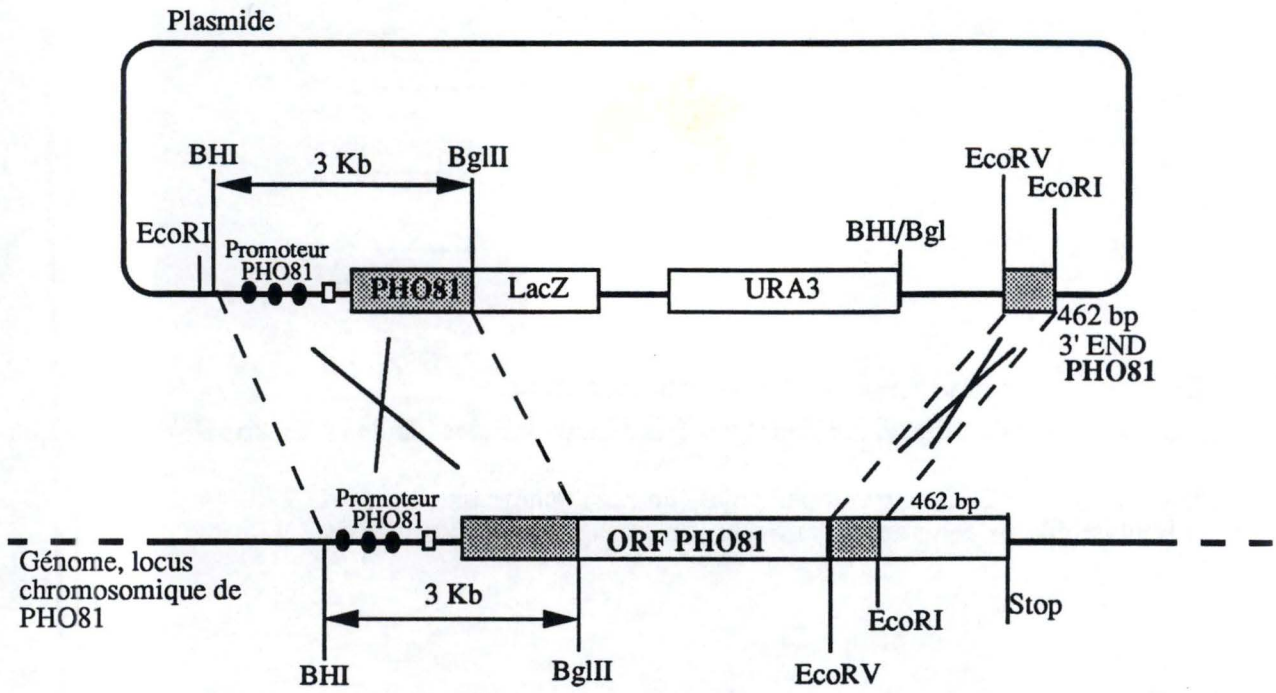 Plasmide
BHI
3 Kb
BglII
EcoRV
EcoRI
EcoRI
Promoteur
PHO81
BHI/Bgl
PHO81
LacZ
URA3
462 bp
3' END
PHO81
Promoteur
PHO81
462 bp
ORF PHO81
Génome, locus
chromosomique de
PHO81
3 Kb
EcoRI
Stop
BHI
BglII
EcoRV